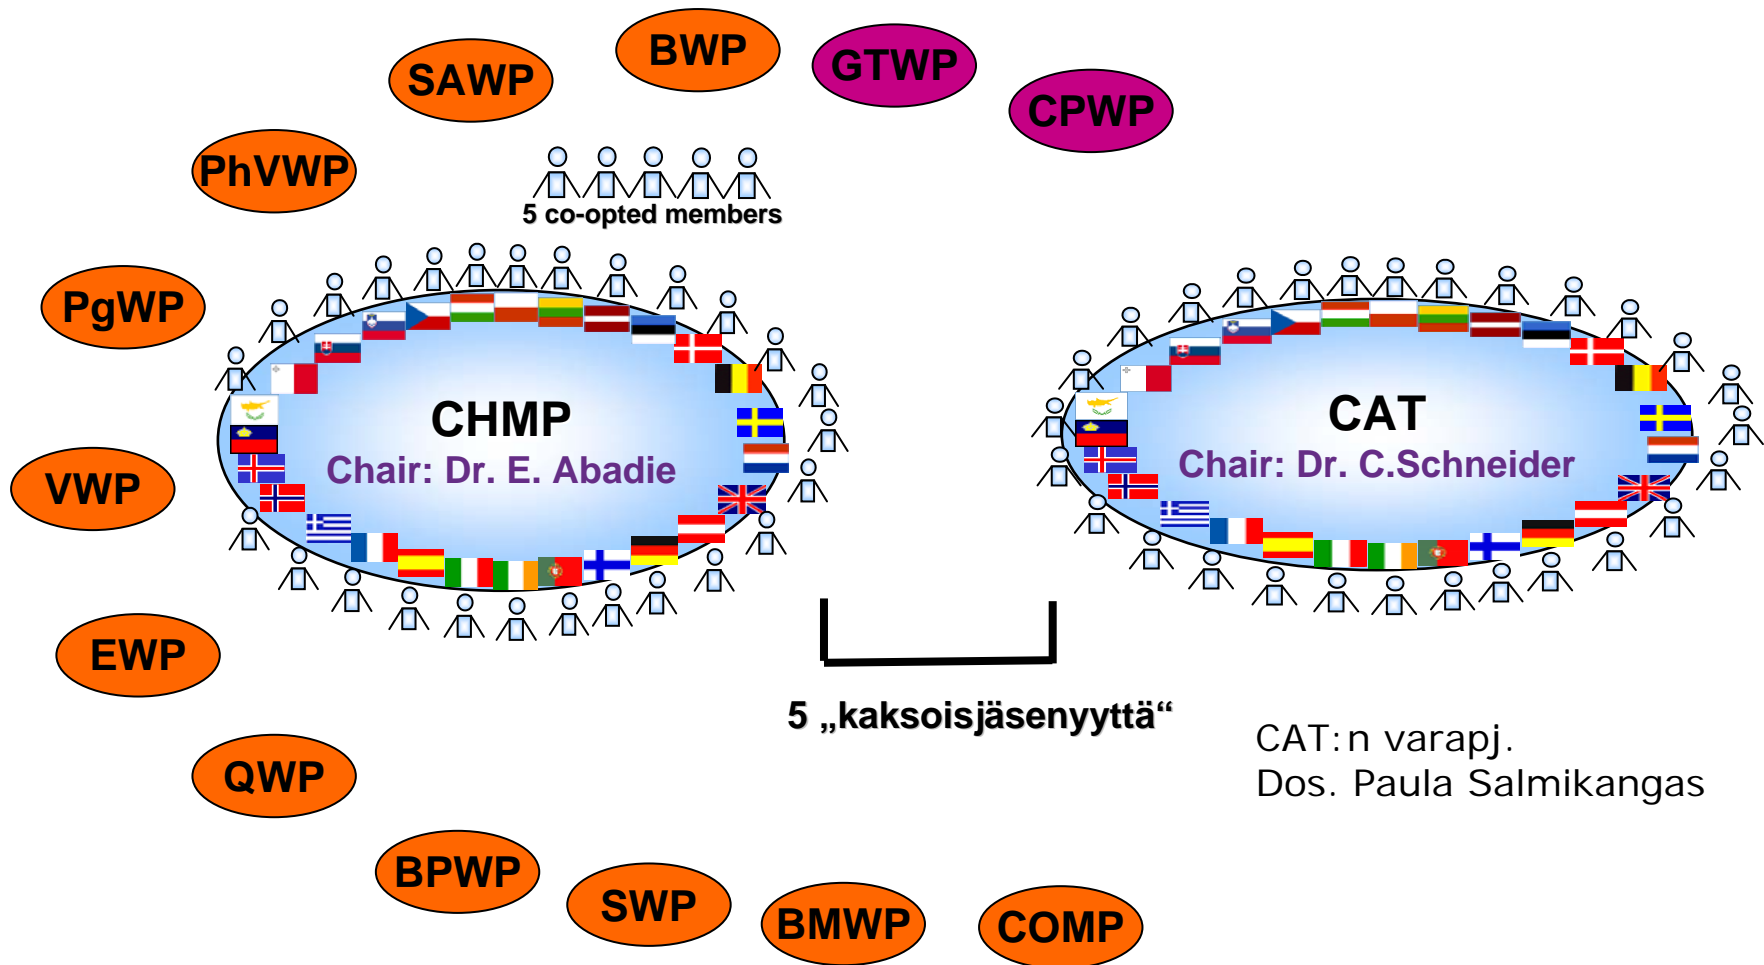 BWP
GTWP
SAWP
CPWP
PhVWP
5 co-opted members
PgWP
CHMP
Chair: Dr. E. Abadie
CAT
Chair: Dr. C.Schneider
VWP
EWP
5 „kaksoisjäsenyyttä“
CAT:n varapj.
Dos. Paula Salmikangas
QWP
BPWP
SWP
BMWP
COMP